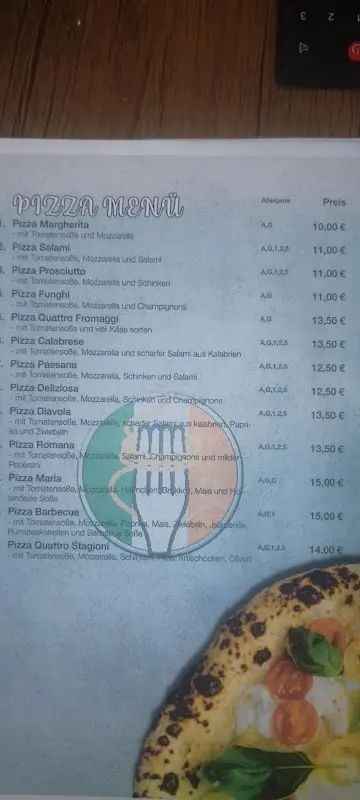 PIZZA MENÜ Allergene Preis
Pizza Margherita A,G 10,00 €
- mit Tomatensoße und Mozzarella
2. Pizza Salami A,G,1,2,5 11,00 €
- mit Tomatensoße, Mozzarella und Salami
Pizza Prosciutto A,G,1,2,5 11,00 €
- mit Tomatensoße, Mozzarella und Schinken
Pizza Funghi A,G 11,00 €
- mit Tomatensoße, Mozzarella und Champignons
Pizza Quattro Fromaggi A,G 13,50 €
- mit Tomatensoße und vier Käse sorten
Pizza Calabrese A,G,1,2,5 13,50 €
- mit Tomatensoße, Mozzarella und scharfer Salami aus Kalabrien
Pizza Paesana A,G,1,2,5 12,50 €
- mit Tomatensoße, Mozzarella, Schinken und Salami
Pizza Deliziosa A,G,1,2,5 12,50 €
- mit Tomatensoße, Mozzarella, Schinken und Champignons
Pizza Diavola A,G,1,2,5 13,50 €
- mit Tomatensoße, Mozzarella, Salami aus kalabrien, Papri-
ka und Zwiebeln
Pizza Romana A,G,1,2,5 13,50 €
- mit Tomatensoße, Mozzarella, Salami, Champignons und milder
Peperoni
Pizza Maria A,G,C 15,00 €
- mit Tomatensoße, Mozzarella, Hähnchen, Brokkoli, Mais und Hol-
landaise Soße
Pizza Barbecue A,G,1 15,00 €
- mit Tomatensoße, Mozzarella, Paprika, Mais, Zwiebeln,
Rumsteakstreifen und Barbecue Soße
Pizza Quattro Stagioni A,G,1,2,5 14,00 €
- mit Tomatensoße, Mozzarella, Schinken, Artischocken, Oliven